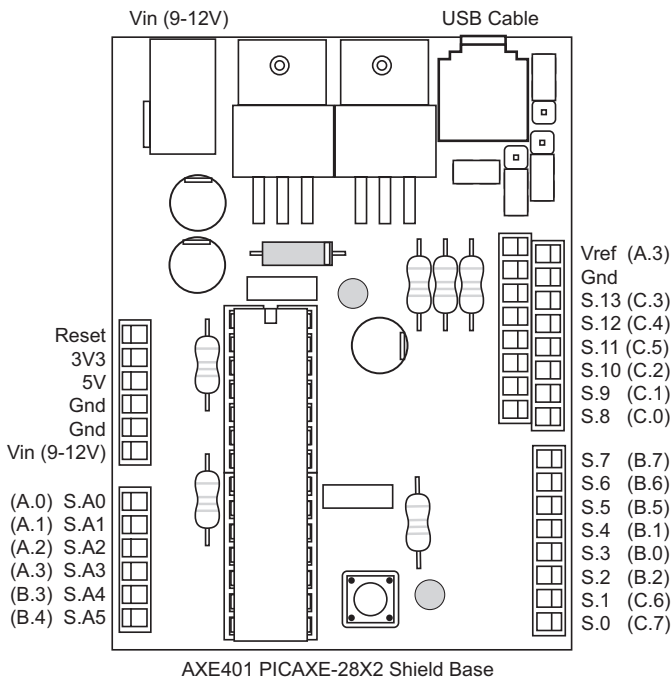 Vin (9-12V)
USB Cable
Reset
3V3
5V
Gnd
Gnd
Vin (9-12V)
(A.0) S.A0
(A.1) S.A1
(A.2) S.A2
(A.3) S.A3
(B.3) S.A4
(B.4) S.A5
Vref (A.3)
Gnd
S.13 (C.3)
S.12 (C.4)
S.11 (C.5)
S.10 (C.2)
S.9 (C.1)
S.8 (C.0)
S.7 (B.7)
S.6 (B.6)
S.5 (B.5)
S.4 (B.1)
S.3 (B.0)
S.2 (B.2)
S.1 (C.6)
S.0 (C.7)
AXE401 PICAXE-28X2 Shield Base